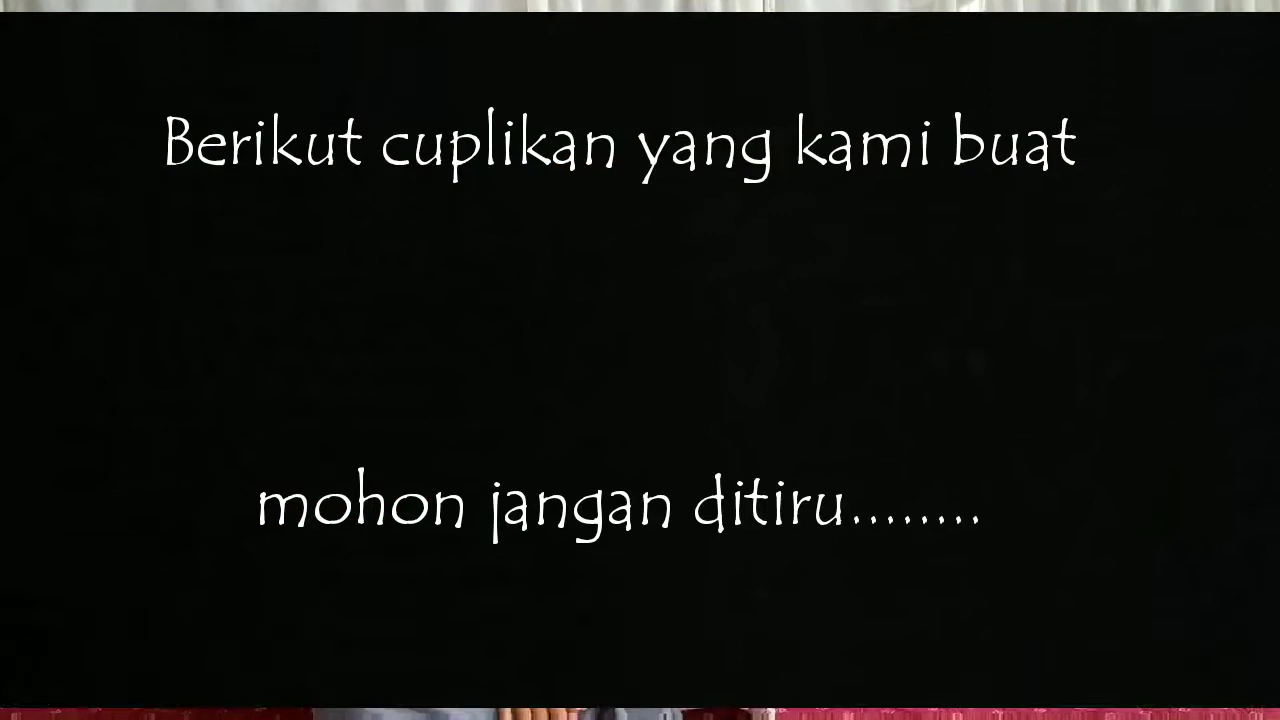 Berikut cuplikan yang kami buat
mohon jangan ditiru........